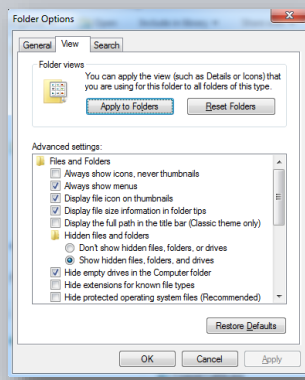 Folder Options
General
View
Search
Folder views
You can apply the view (such as Details or Icons) that
you are using for this folder to all folders of this type.
Apply to Folders
Reset Folders
Advanced settings:
Files and Folders
Always show icons, never thumbnails
Always show menus
Display file icon on thumbnails
Display file size information in folder tips
Display the full path in the title bar (Classic theme only)
Hidden files and folders
Don't show hidden files, folders, or drives
Show hidden files, folders, and drives
Hide empty drives in the Computer folder
Hide extensions for known file types
Hide protected operating system files (Recommended)
Restore Defaults
OK
Cancel
Apply